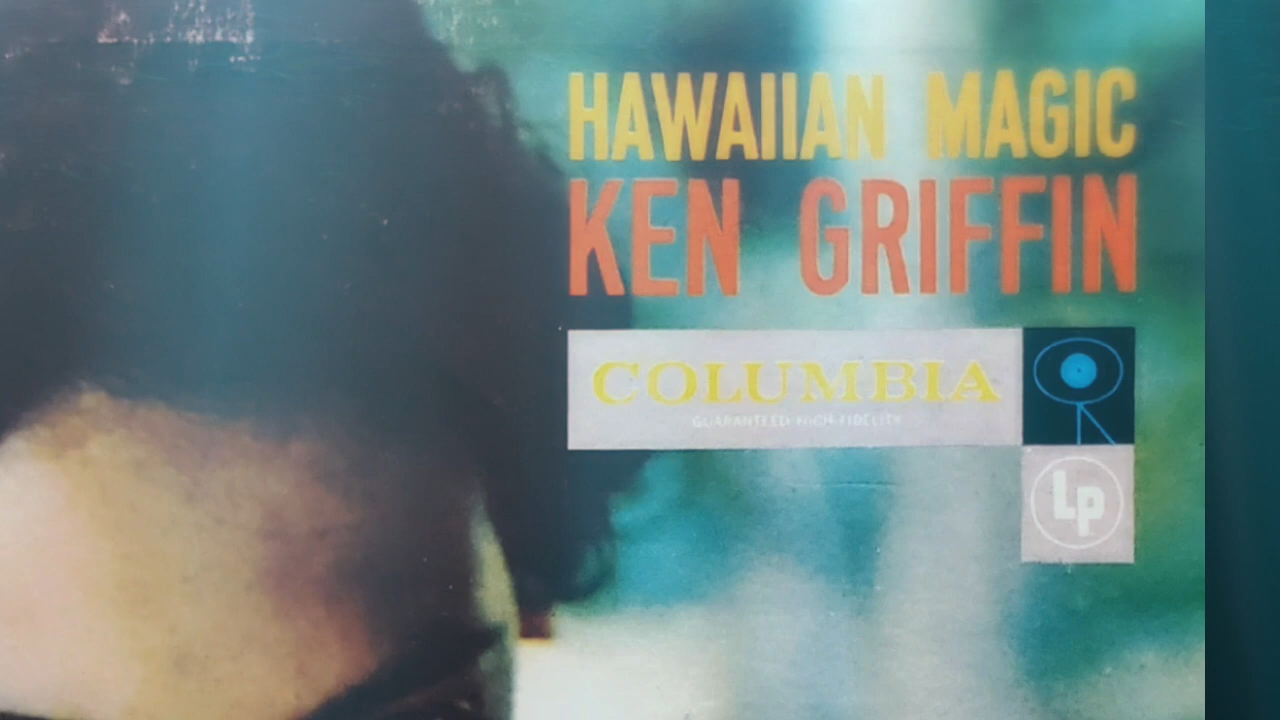 HAWAIIAN MAGIC
KEN GRIFFIN
COLUMBIA
GUARANTEED HIGH FIDELITY
Lp